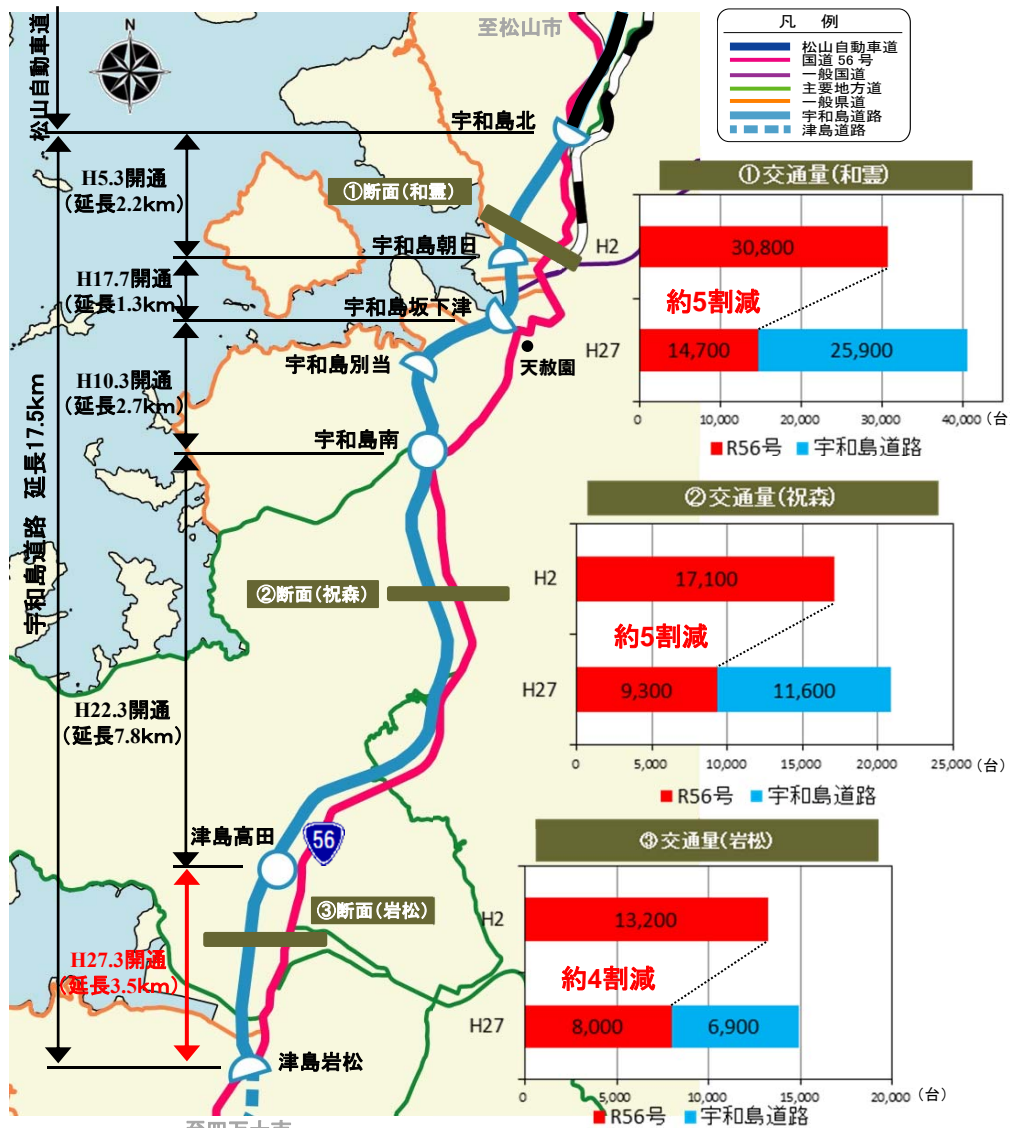 至松山市
凡 例
松山自動車道
国道56号
一般国道
主要地方道
一般県道
宇和島道路
津島道路
松山自動車道
宇和島北
H5.3開通
(延長2.2km)
①断面(和霊)
宇和島朝日
H17.7開通
(延長1.3km)
宇和島坂下津
天赦園
宇和島別当
H10.3開通
(延長2.7km)
宇和島南
宇和島道路 延長17.5km
②断面(祝森)
H22.3開通
(延長7.8km)
津島高田
56
③断面(岩松)
H27.3開通
(延長3.5km)
津島岩松
至四万十市
①交通量(和霊)
H2
30,800
約5割減
H27
14,700
25,900
0
10,000
20,000
30,000
40,000
(台)
R56号
宇和島道路
②交通量(祝森)
H2
17,100
約5割減
H27
9,300
11,600
0
5,000
10,000
15,000
20,000
25,000
(台)
R56号
宇和島道路
③交通量(岩松)
H2
13,200
約4割減
H27
8,000
6,900
0
5,000
10,000
15,000
20,000
(台)
R56号
宇和島道路